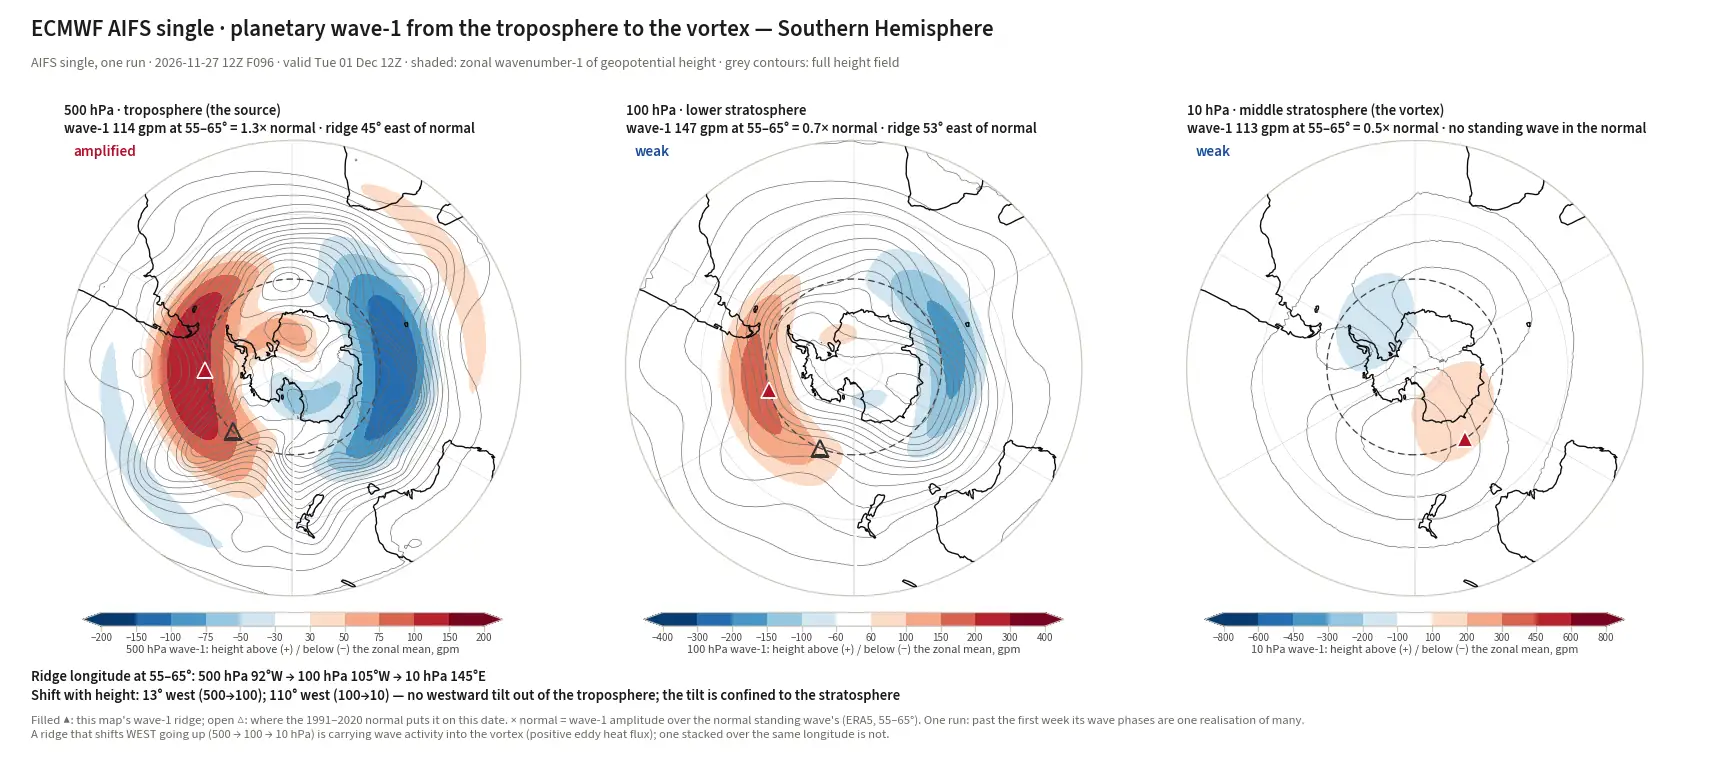 ECMWF AIFS single · planetary wave-1 from the troposphere to the vortex — Southern Hemisphere
AIFS single, one run · 2026-11-27 12Z F096 · valid Tue 01 Dec 12Z · shaded: zonal wavenumber-1 of geopotential height · grey contours: full height field
500 hPa · troposphere (the source)
wave-1 114 gpm at 55–65° = 1.3× normal · ridge 45° east of normal
amplified
100 hPa · lower stratosphere
wave-1 147 gpm at 55–65° = 0.7× normal · ridge 53° east of normal
weak
10 hPa · middle stratosphere (the vortex)
wave-1 113 gpm at 55–65° = 0.5× normal · no standing wave in the normal
weak
−200 −150 −100 −75 −50 −30 30 50 75 100 150 200
500 hPa wave-1: height above (+) / below (−) the zonal mean, gpm
−400 −300 −200 −150 −100 −60 60 100 150 200 300 400
100 hPa wave-1: height above (+) / below (−) the zonal mean, gpm
−800 −600 −450 −300 −200 −100 100 200 300 450 600 800
10 hPa wave-1: height above (+) / below (−) the zonal mean, gpm
Ridge longitude at 55–65°: 500 hPa 92°W → 100 hPa 105°W → 10 hPa 145°E
Shift with height: 13° west (500→100); 110° west (100→10) — no westward tilt out of the troposphere; the tilt is confined to the stratosphere
Filled ▲: this map's wave-1 ridge; open △: where the 1991–2020 normal puts it on this date. × normal = wave-1 amplitude over the normal standing wave's (ERA5, 55–65°). One run: past the first week its wave phases are one realisation of many.
A ridge that shifts WEST going up (500 → 100 → 10 hPa) is carrying wave activity into the vortex (positive eddy heat flux); one stacked over the same longitude is not.